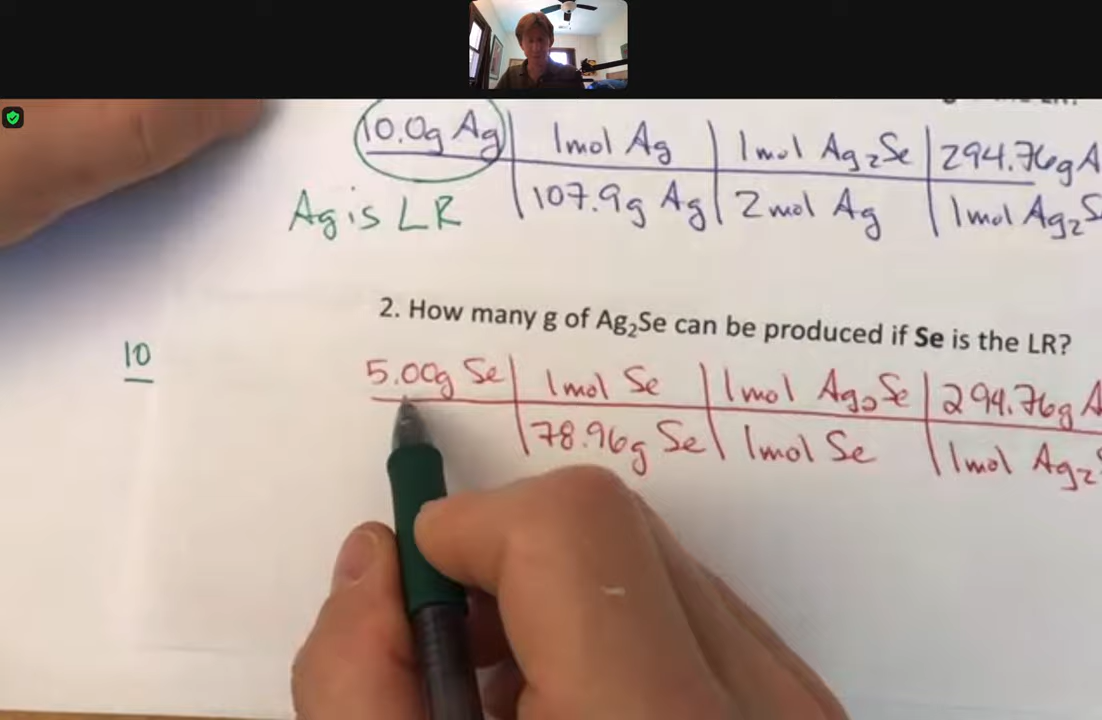 10.0g Ag | 1mol Ag | 1mol Ag₂Se | 294.76g A
107.9g Ag | 2mol Ag | 1mol Ag₂S
Ag is LR
2. How many g of Ag₂Se can be produced if Se is the LR?
10
5.00g Se | 1mol Se | 1mol Ag₂Se | 294.76g A
78.96g Se | 1mol Se | 1mol Ag₂S